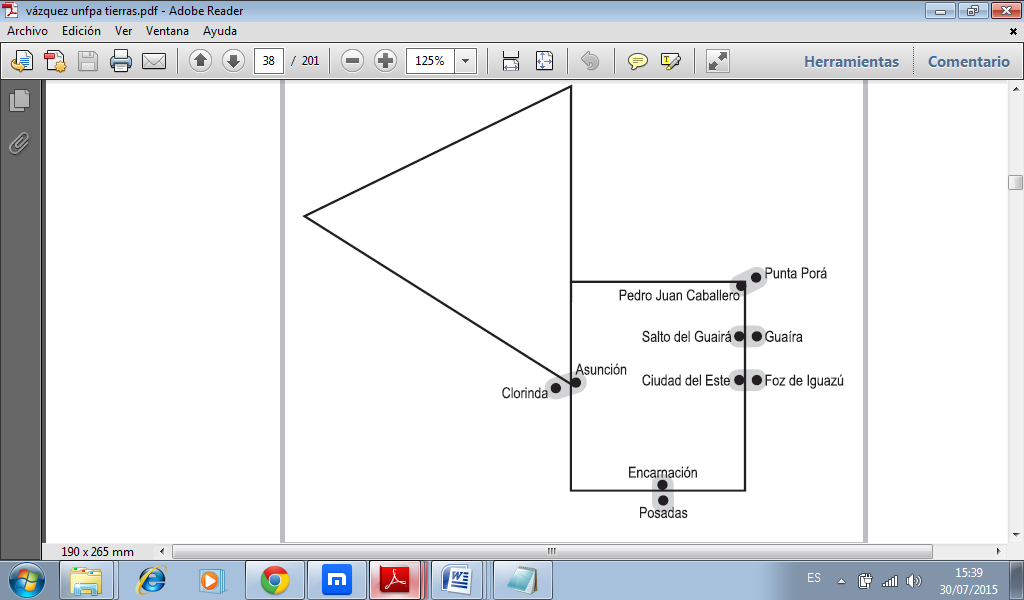 vázquez unfpa tierras.pdf - Adobe Reader
Archivo Edición Ver Ventana Ayuda
38 / 201 125% Herramientas Comentario
Punta Porá
Pedro Juan Caballero
Salto del Guairá Guaíra
Asunción
Ciudad del Este Foz de Iguazú
Clorinda
Encarnación
Posadas
190 x 265 mm
ES 15:39
30/07/2015